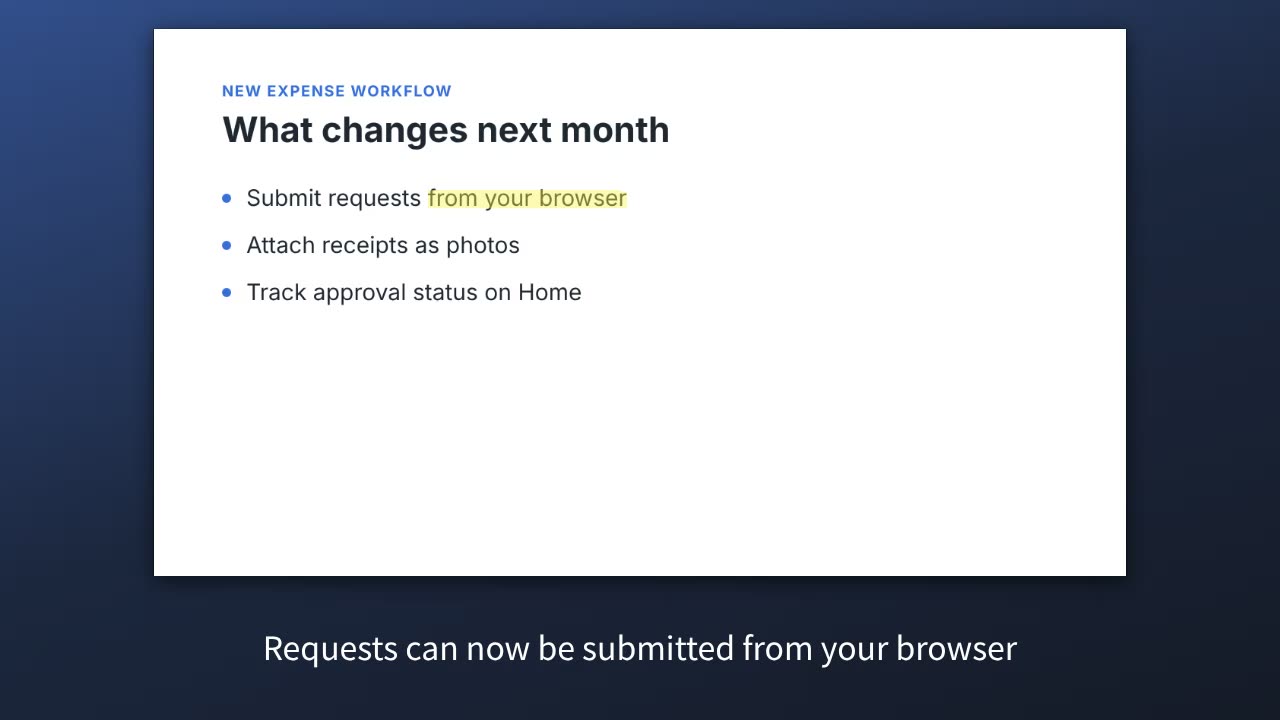 NEW EXPENSE WORKFLOW
What changes next month
Submit requests from your browser
Attach receipts as photos
Track approval status on Home
Requests can now be submitted from your browser